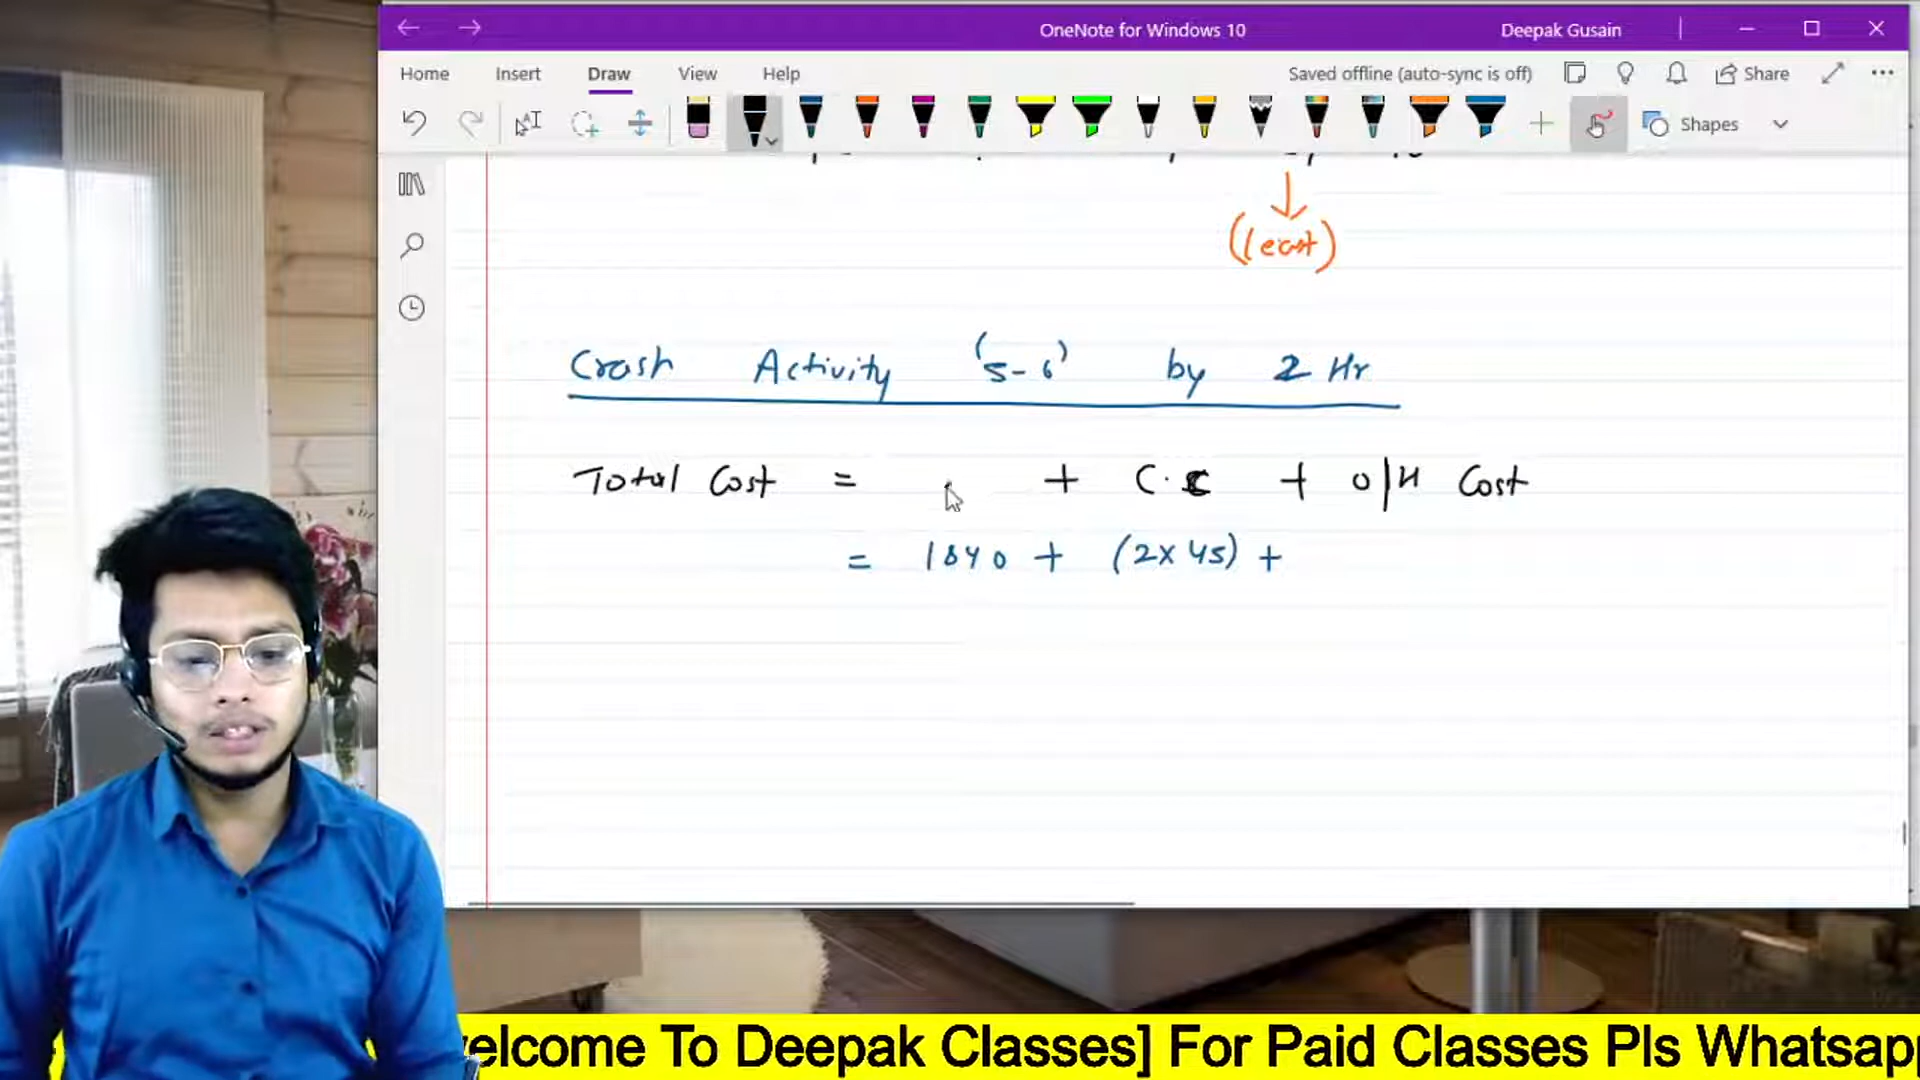 OneNote for Windows 10 Deepak Gusain
Home Insert Draw View Help Saved offline (auto-sync is off) Share
Shapes
(least)
Crash Activity (5-6) by 2 Hr
Total Cost = + C.C + O/H Cost
= 1840 + (2x45) +
elcome To Deepak Classes] For Paid Classes Pls Whatsapp